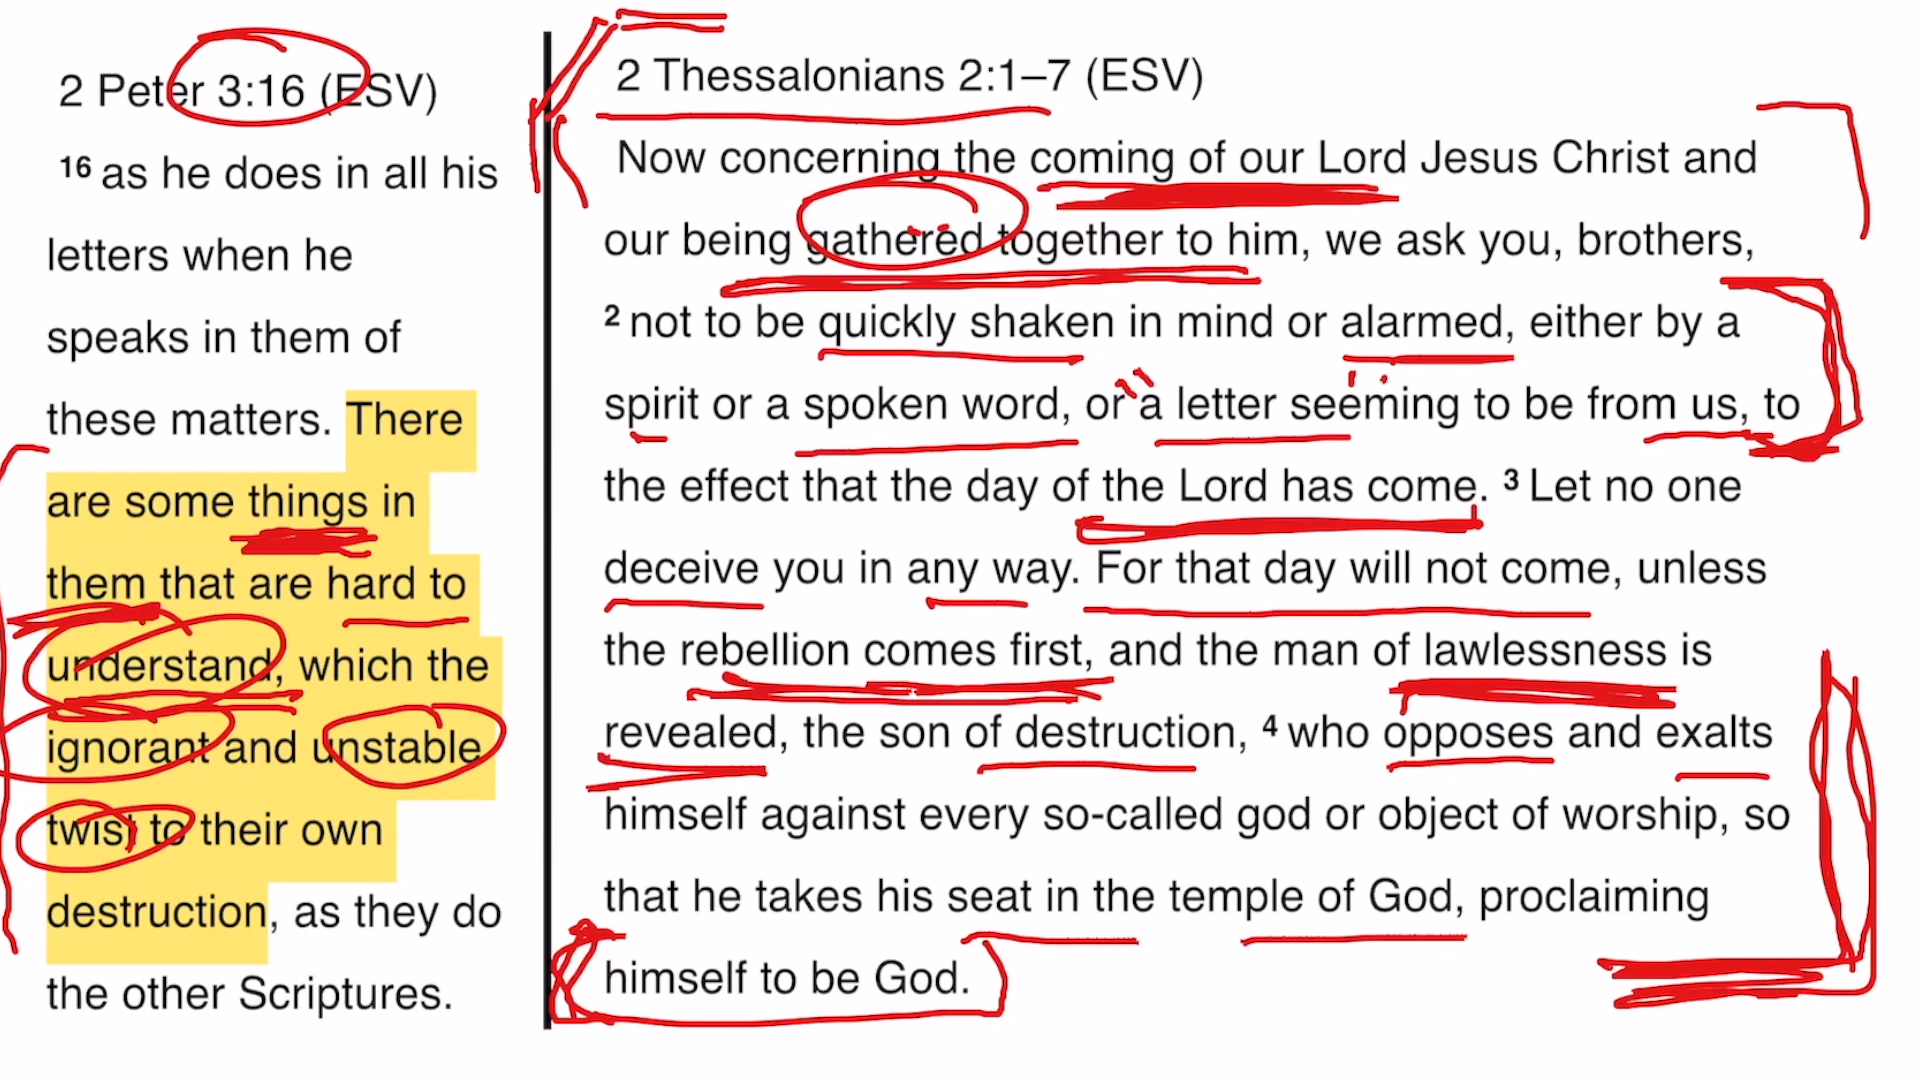 2 Peter 3:16 (ESV)
16 as he does in all his
letters when he
speaks in them of
these matters. There
are some things in
them that are hard to
understand, which the
ignorant and unstable
twist to their own
destruction, as they do
the other Scriptures.
2 Thessalonians 2:1–7 (ESV)
Now concerning the coming of our Lord Jesus Christ and
our being gathered together to him, we ask you, brothers,
2 not to be quickly shaken in mind or alarmed, either by a
spirit or a spoken word, or a letter seeming to be from us, to
the effect that the day of the Lord has come. 3 Let no one
deceive you in any way. For that day will not come, unless
the rebellion comes first, and the man of lawlessness is
revealed, the son of destruction, 4 who opposes and exalts
himself against every so-called god or object of worship, so
that he takes his seat in the temple of God, proclaiming
himself to be God.